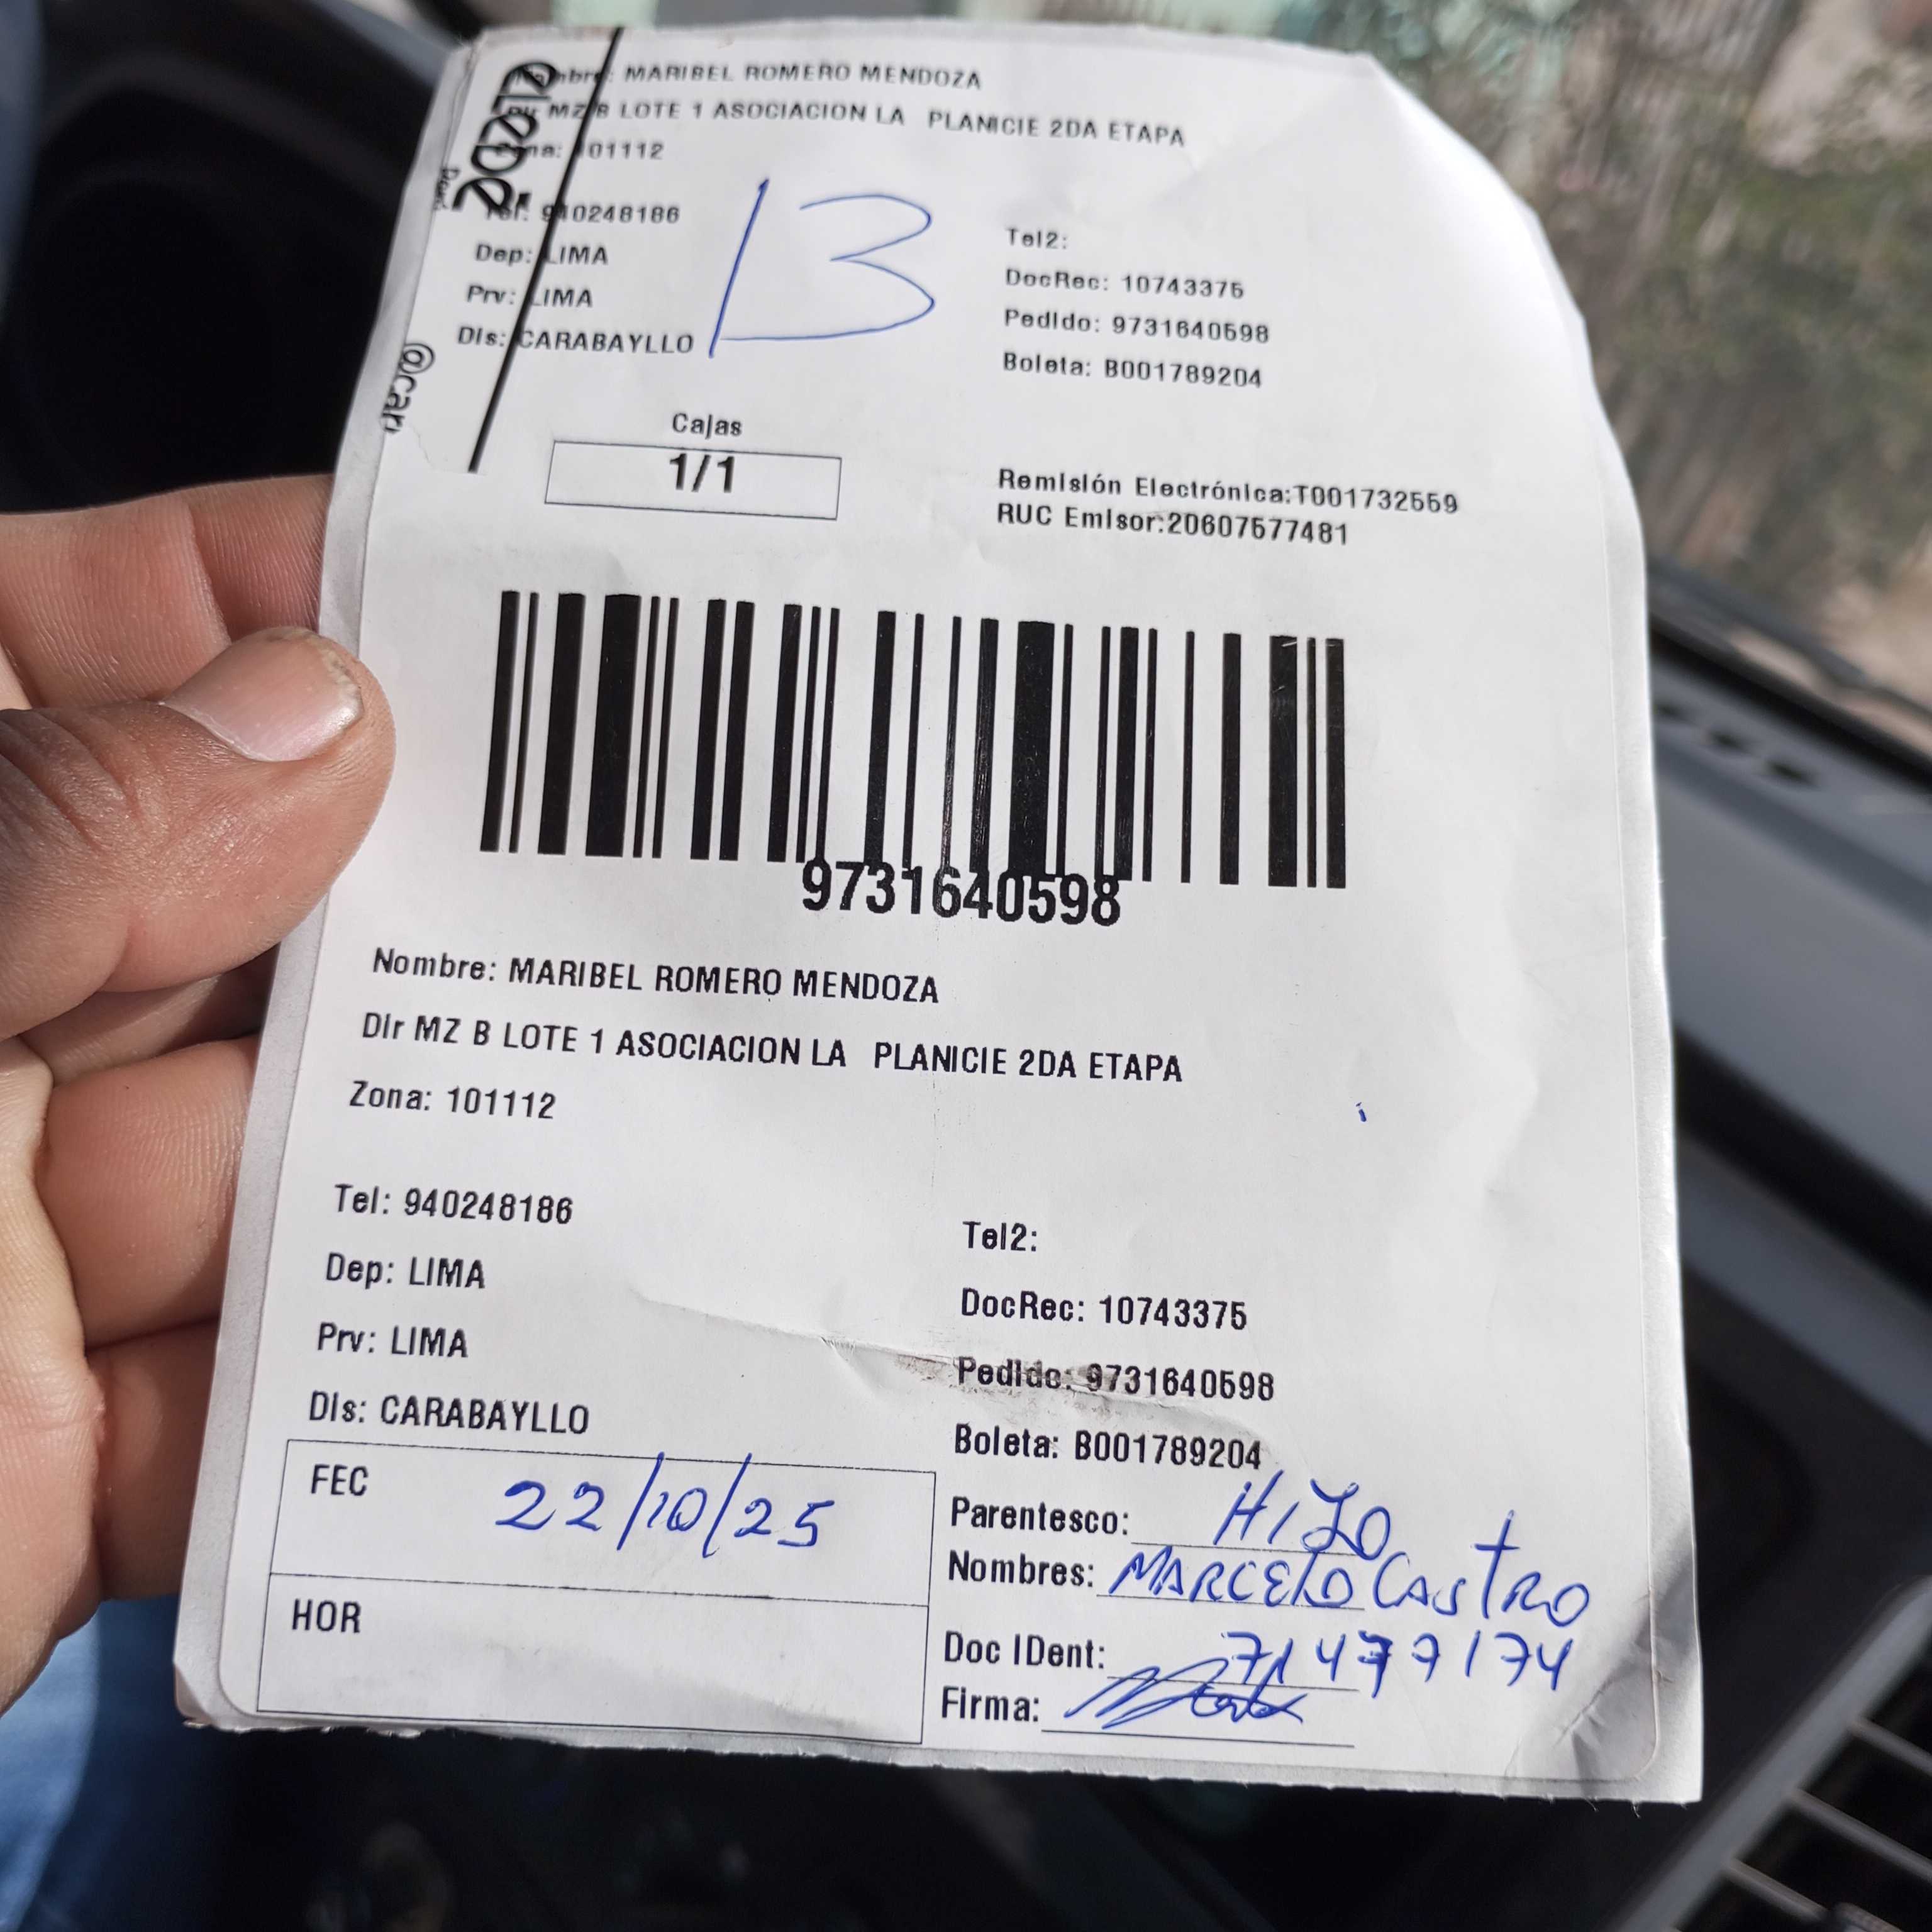 Nombre: MARIBEL ROMERO MENDOZA
Dir MZ B LOTE 1 ASOCIACION LA PLANICIE 2DA ETAPA
Zona: 101112
Tel: 940248186
Dep: LIMA
Prv: LIMA
Dis: CARABAYLLO
13
Tel2:
DocRec: 10743375
Pedido: 9731640598
Boleta: B001789204
@car
Cajas
1/1
Remisión Electrónica:T001732559
RUC Emisor:20607577481
9731640598
Nombre: MARIBEL ROMERO MENDOZA
Dir MZ B LOTE 1 ASOCIACION LA PLANICIE 2DA ETAPA
Zona: 101112
Tel: 940248186
Dep: LIMA
Prv: LIMA
Dis: CARABAYLLO
Tel2:
DocRec: 10743375
Pedido: 9731640598
Boleta: B001789204
FEC 22/10/25
HOR
Parentesco: HIJO
Nombres: MARCELO CASTRO
Doc IDent:
Firma: